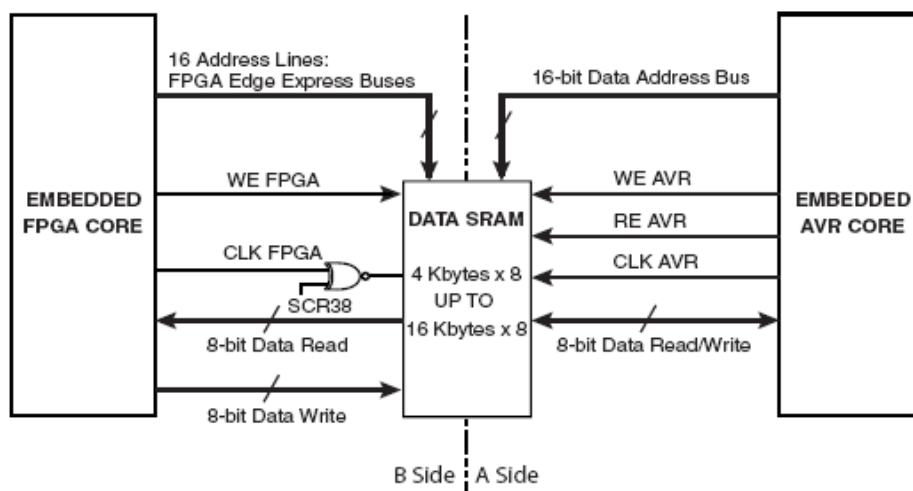 16 Address Lines:
FPGA Edge Express Buses
16-bit Data Address Bus
EMBEDDED
FPGA CORE
WE FPGA
CLK FPGA
SCR38
8-bit Data Read
8-bit Data Write
DATA SRAM
4 Kbytes x 8
UP TO
16 Kbytes x 8
WE AVR
RE AVR
CLK AVR
8-bit Data Read/Write
EMBEDDED
AVR CORE
B Side
A Side